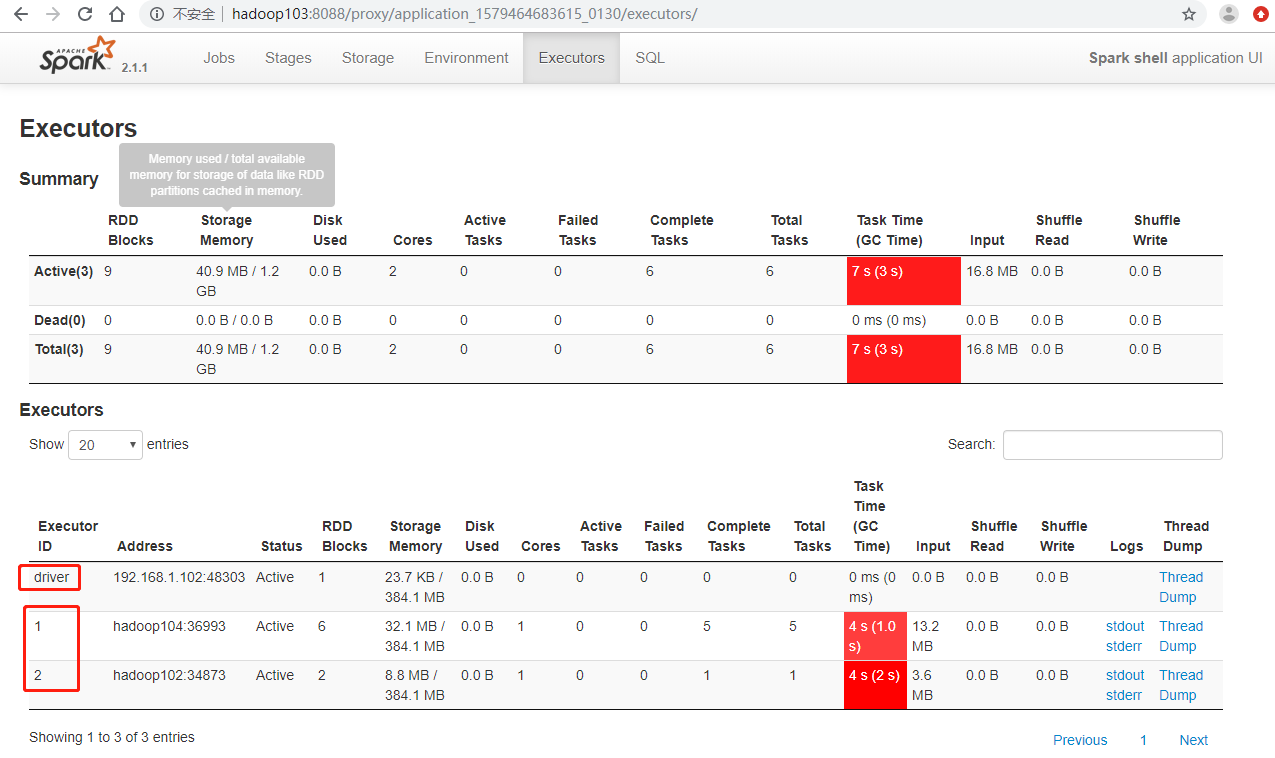 不安全 hadoop103:8088/proxy/application_1579464683615_0130/executors/
APACHE Spark 2.1.1 Jobs Stages Storage Environment Executors SQL Spark shell application UI
Executors
Memory used / total available
memory for storage of data like RDD
partitions cached in memory.
Summary
RDD Storage Disk Active Failed Complete Total Task Time Shuffle Shuffle
Blocks Memory Used Cores Tasks Tasks Tasks Tasks (GC Time) Input Read Write
Active(3) 9 40.9 MB / 1.2 0.0 B 2 0 0 6 6 7 s (3 s) 16.8 MB 0.0 B 0.0 B
GB
Dead(0) 0 0.0 B / 0.0 B 0.0 B 0 0 0 0 0 0 ms (0 ms) 0.0 B 0.0 B 0.0 B
Total(3) 9 40.9 MB / 1.2 0.0 B 2 0 0 6 6 7 s (3 s) 16.8 MB 0.0 B 0.0 B
GB
Executors
Show 20 entries Search:
Task
Time
Executor RDD Storage Disk Active Failed Complete Total (GC Shuffle Shuffle Thread
ID Address Status Blocks Memory Used Cores Tasks Tasks Tasks Tasks Time) Input Read Write Logs Dump
driver 192.168.1.102:48303 Active 1 23.7 KB / 0.0 B 0 0 0 0 0 0 ms (0 0.0 B 0.0 B 0.0 B Thread
384.1 MB ms) Dump
1 hadoop104:36993 Active 6 32.1 MB / 0.0 B 1 0 0 5 5 4 s (1.0 13.2 0.0 B 0.0 B stdout Thread
384.1 MB s) MB stderr Dump
2 hadoop102:34873 Active 2 8.8 MB / 0.0 B 1 0 0 1 1 4 s (2 s) 3.6 0.0 B 0.0 B stdout Thread
384.1 MB MB stderr Dump
Showing 1 to 3 of 3 entries Previous 1 Next